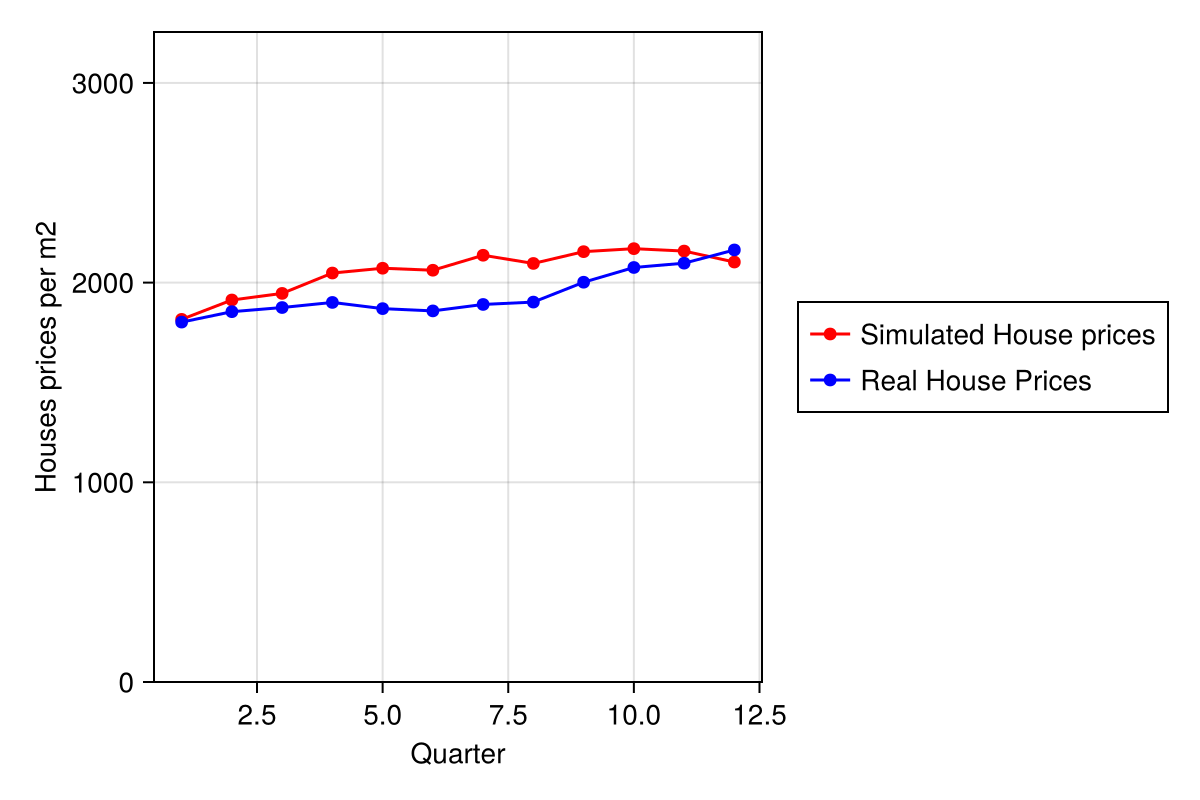 Houses prices per m2
3000
2000
1000
0
2.5 5.0 7.5 10.0 12.5
Quarter
Simulated House prices
Real House Prices